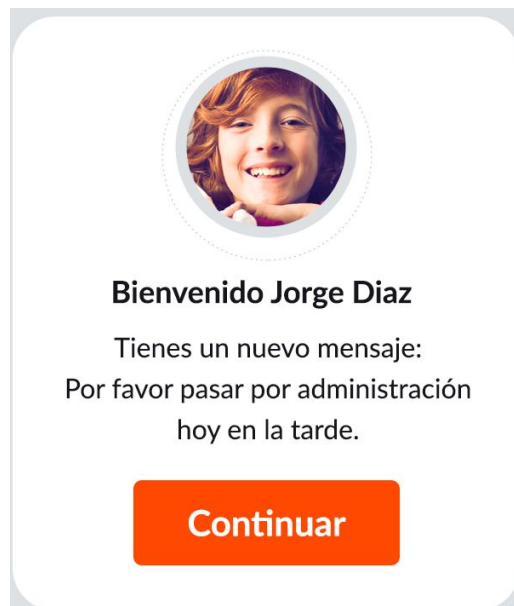 Bienvenido Jorge Diaz
Tienes un nuevo mensaje:
Por favor pasar por administración
hoy en la tarde.
Continuar